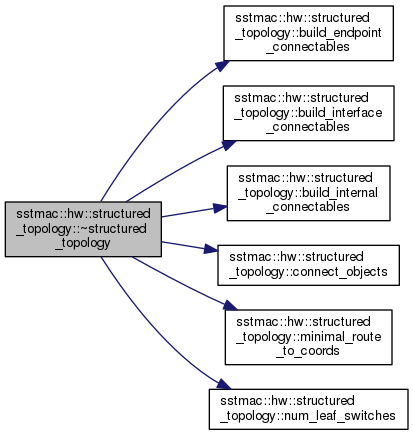 sstmac::hw::structured
_topology::build_endpoint
_connectables
sstmac::hw::structured
_topology::build_interface
_connectables
sstmac::hw::structured
_topology::build_internal
_connectables
sstmac::hw::structured
_topology::~structured
_topology
sstmac::hw::structured
_topology::connect_objects
sstmac::hw::structured
_topology::minimal_route
_to_coords
sstmac::hw::structured
_topology::num_leaf_switches